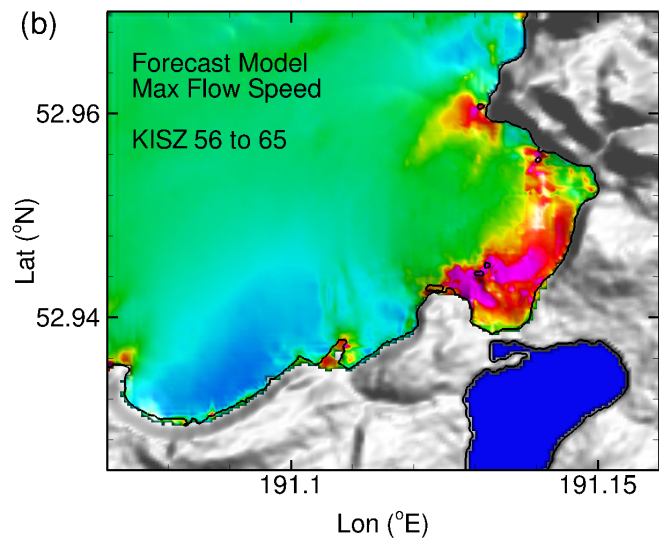 (b)
Forecast Model
Max Flow Speed
KISZ 56 to 65
52.96
52.94
Lat (°N)
191.1
191.15
Lon (°E)